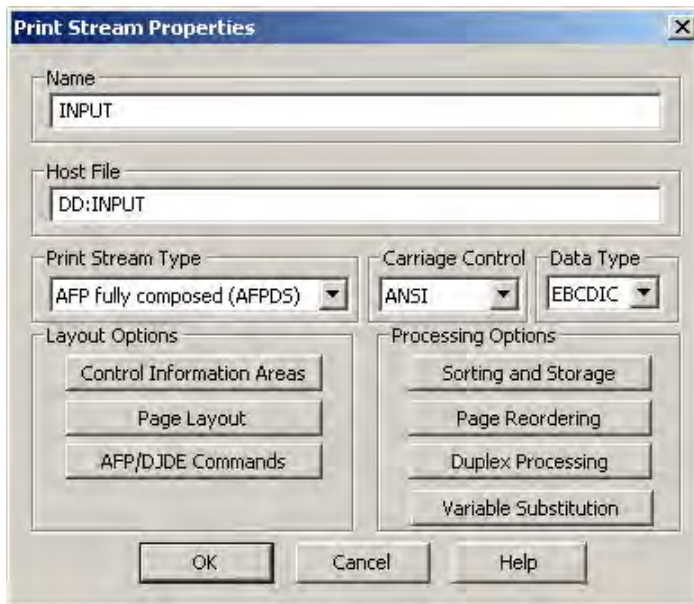 Print Stream Properties
Name
INPUT
Host File
DD:INPUT
Print Stream Type
AFP fully composed (AFPDS)
Carriage Control
ANSI
Data Type
EBCDIC
Layout Options
Control Information Areas
Page Layout
AFP/DJDE Commands
Processing Options
Sorting and Storage
Page Reordering
Duplex Processing
Variable Substitution
OK
Cancel
Help